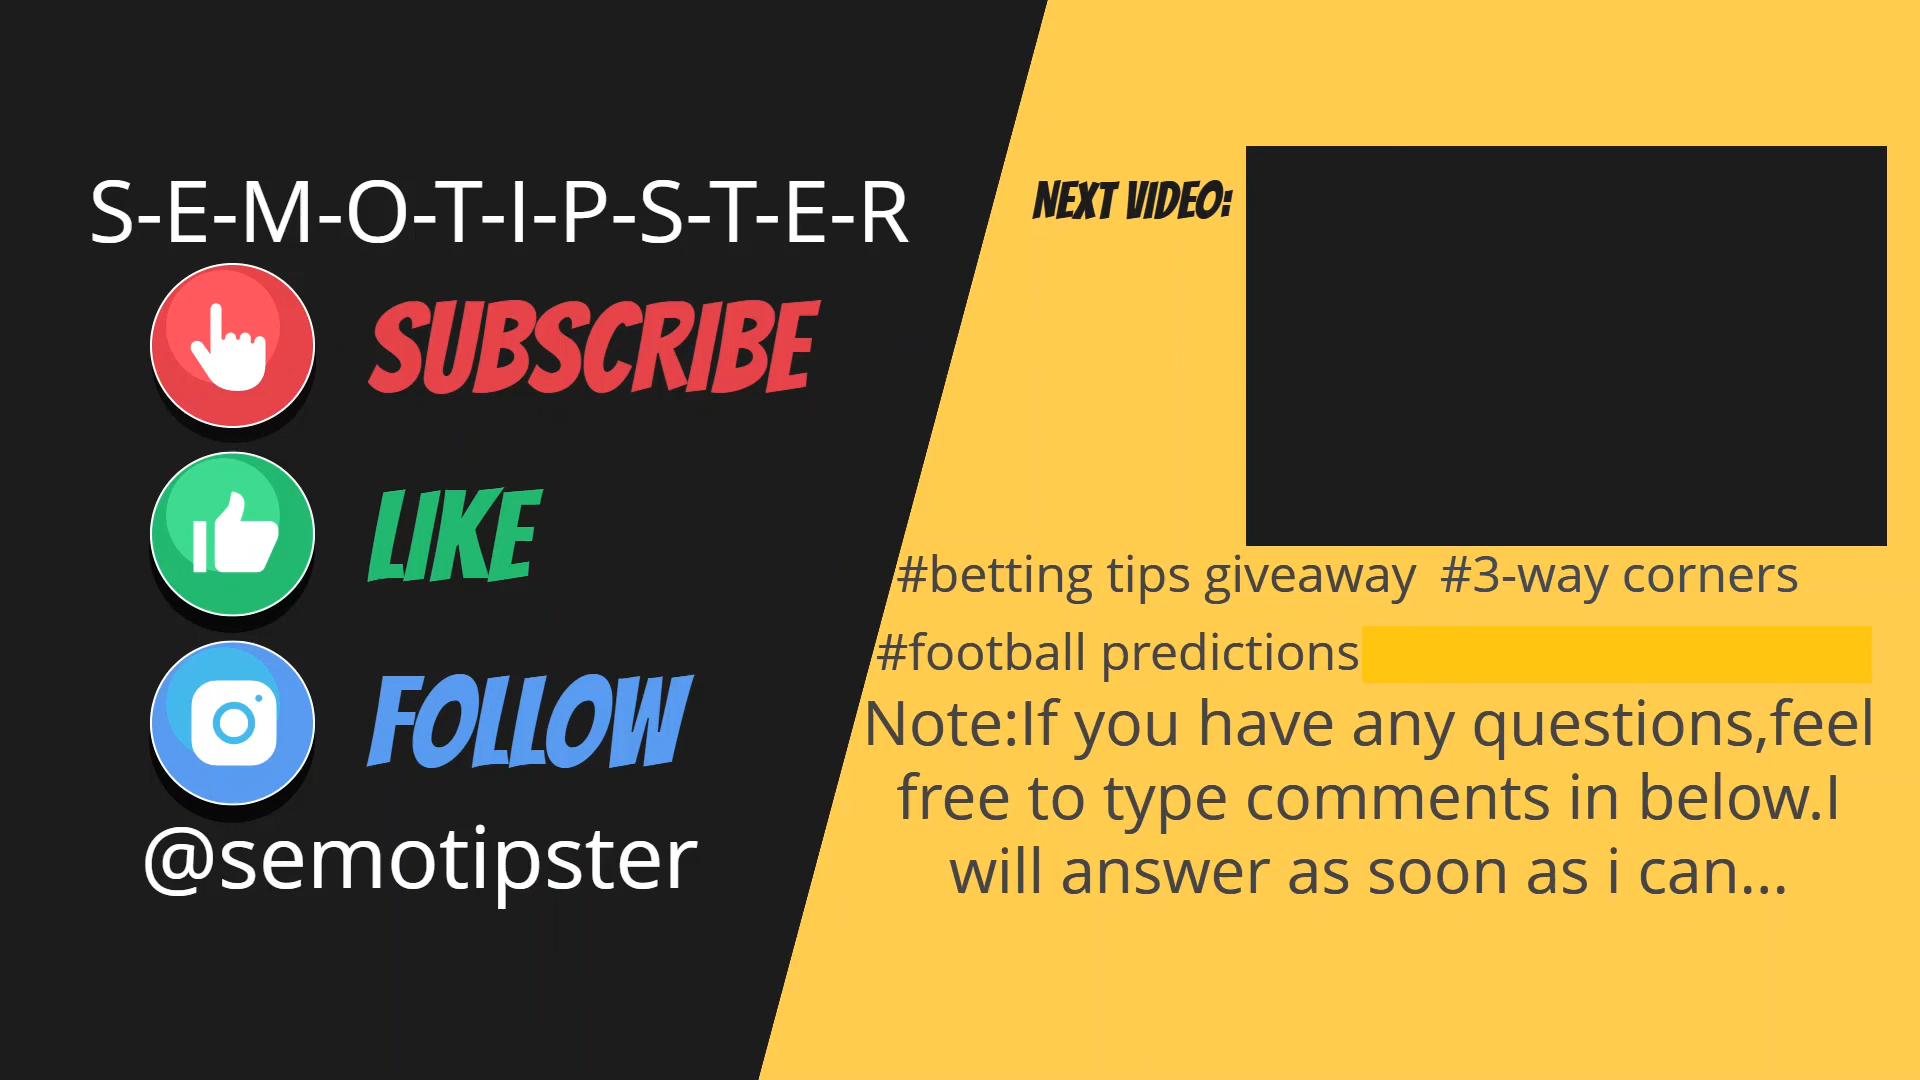 S-E-M-O-T-I-P-S-T-E-R
SUBSCRIBE
LIKE
FOLLOW
@semotipster
NEXT VIDEO:
#betting tips giveaway  #3-way corners
#football predictions
Note:If you have any questions,feel
free to type comments in below.I
will answer as soon as i can...